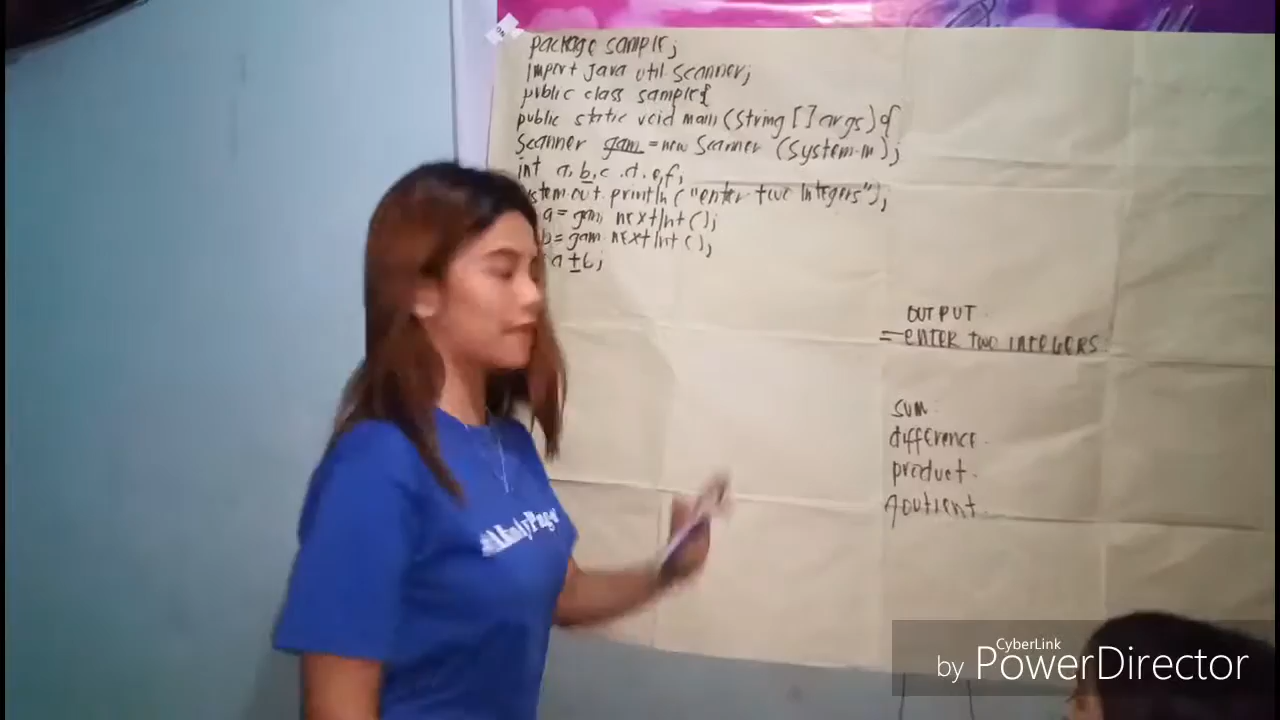 package sample;
import java util. Scanner;
public class sample{
public static void main (String [] args) {
Scanner gam = new Scanner (System.in);
int a, b, c, d, e, f;
stem.out.println ("enter two Integers");
a = gam. nextInt ();
b = gam. nextInt ();
a + b;
OUTPUT
= ENTER TWO INTEGERS
SUM
difference.
product.
qoutient.
CyberLink
by PowerDirector